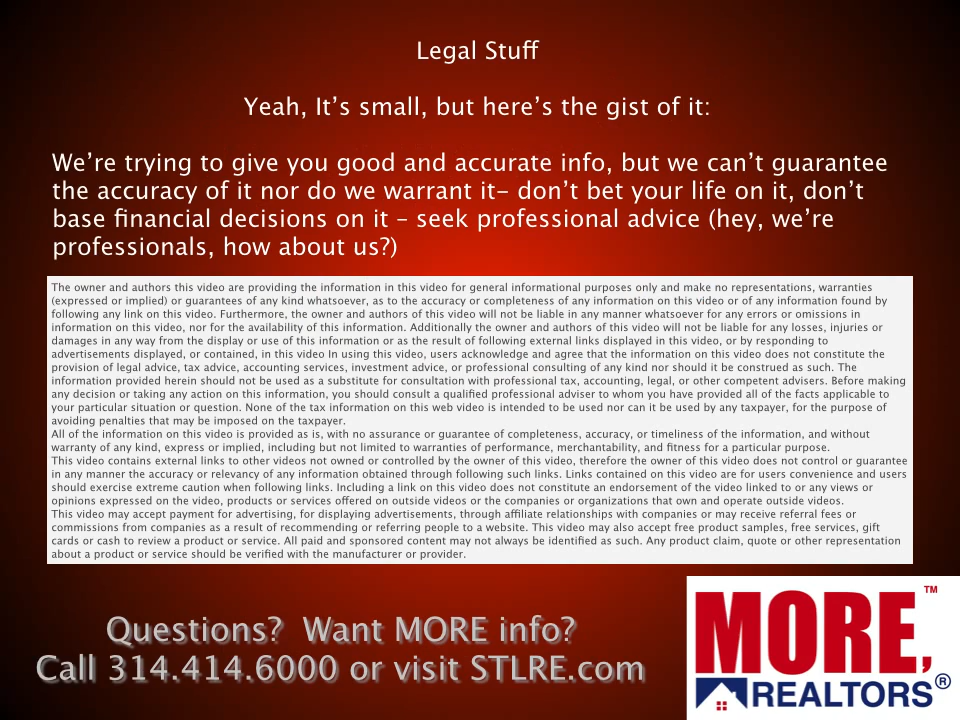 Legal Stuff
Yeah, It’s small, but here’s the gist of it:
We’re trying to give you good and accurate info, but we can’t guarantee
the accuracy of it nor do we warrant it– don’t bet your life on it, don’t
base financial decisions on it – seek professional advice (hey, we’re
professionals, how about us?)
The owner and authors this video are providing the information in this video for general informational purposes only and make no representations, warranties
(expressed or implied) or guarantees of any kind whatsoever, as to the accuracy or completeness of any information on this video or of any information found by
following any link on this video. Furthermore, the owner and authors of this video will not be liable in any manner whatsoever for any errors or omissions in
information on this video, nor for the availability of this information. Additionally the owner and authors of this video will not be liable for any losses, injuries or
damages in any way from the display or use of this information or as the result of following external links displayed in this video, or by responding to
advertisements displayed, or contained, in this video In using this video, users acknowledge and agree that the information on this video does not constitute the
provision of legal advice, tax advice, accounting services, investment advice, or professional consulting of any kind nor should it be construed as such. The
information provided herein should not be used as a substitute for consultation with professional tax, accounting, legal, or other competent advisers. Before making
any decision or taking any action on this information, you should consult a qualified professional adviser to whom you have provided all of the facts applicable to
your particular situation or question. None of the tax information on this web video is intended to be used nor can it be used by any taxpayer, for the purpose of
avoiding penalties that may be imposed on the taxpayer.
All of the information on this video is provided as is, with no assurance or guarantee of completeness, accuracy, or timeliness of the information, and without
warranty of any kind, express or implied, including but not limited to warranties of performance, merchantability, and fitness for a particular purpose.
This video contains external links to other videos not owned or controlled by the owner of this video, therefore the owner of this video does not control or guarantee
in any manner the accuracy or relevancy of any information obtained through following such links. Links contained on this video are for users convenience and users
should exercise extreme caution when following links. Including a link on this video does not constitute an endorsement of the video linked to or any views or
opinions expressed on the video, products or services offered on outside videos or the companies or organizations that own and operate outside videos.
This video may accept payment for advertising, for displaying advertisements, through affiliate relationships with companies or may receive referral fees or
commissions from companies as a result of recommending or referring people to a website. This video may also accept free product samples, free services, gift
cards or cash to review a product or service. All paid and sponsored content may not always be identified as such. Any product claim, quote or other representation
about a product or service should be verified with the manufacturer or provider.
Questions? Want MORE info?
Call 314.414.6000 or visit STLRE.com
MORE,™
REALTORS®